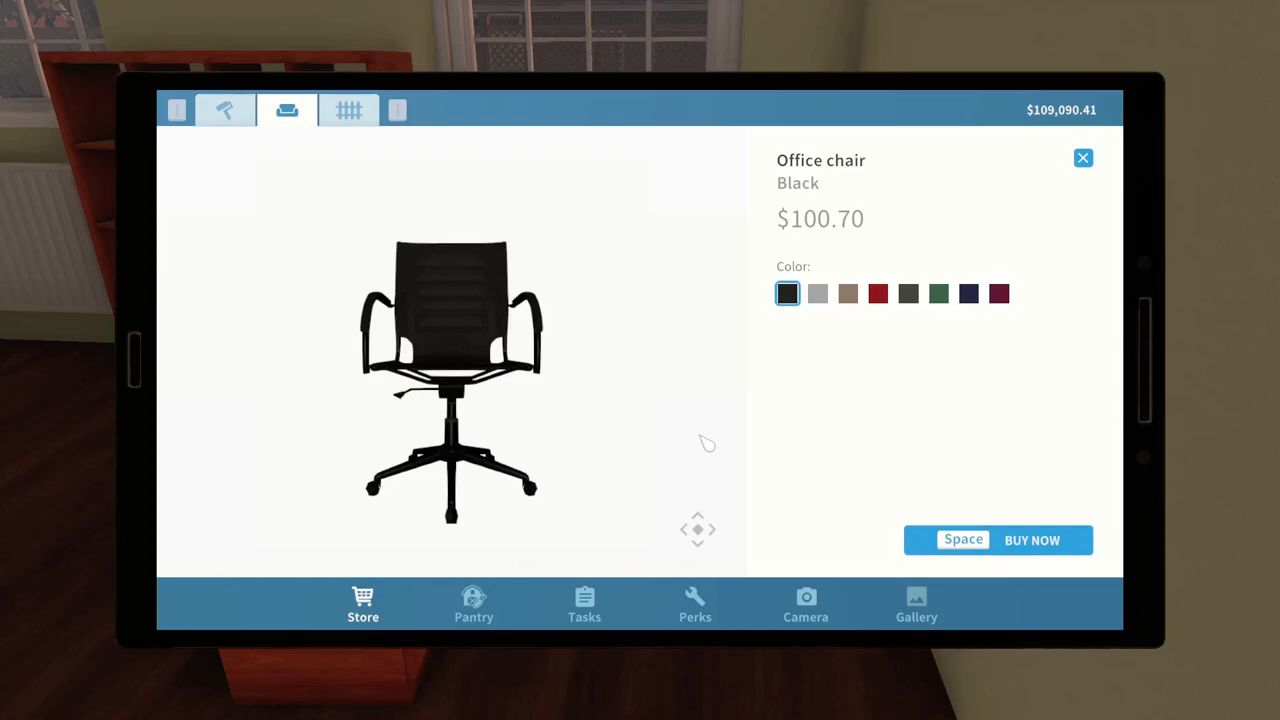 $109,090.41
Office chair
Black
$100.70
Color:
Space BUY NOW
Store Pantry Tasks Perks Camera Gallery